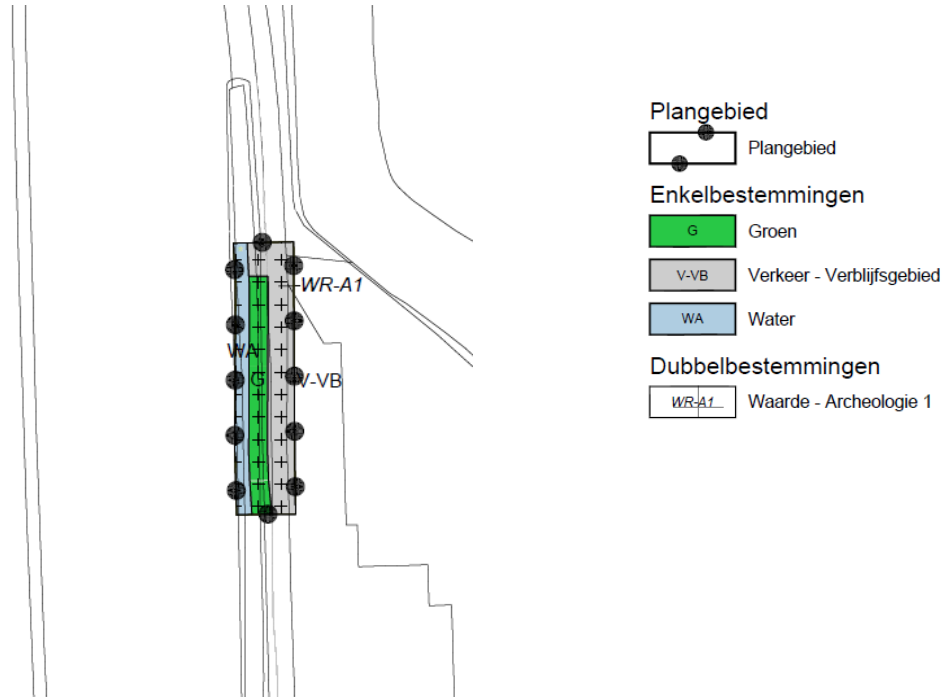 WR-A1
WA
G
V-VB
Plangebied
Plangebied
Enkelbestemmingen
G Groen
V-VB Verkeer - Verblijfsgebied
WA Water
Dubbelbestemmingen
WR-A1 Waarde - Archeologie 1